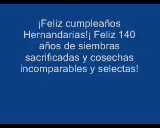 ¡Feliz cumpleaños
Hernandarias!¡ Feliz 140
años de siembras
sacrificadas y cosechas
incomparables y selectas!